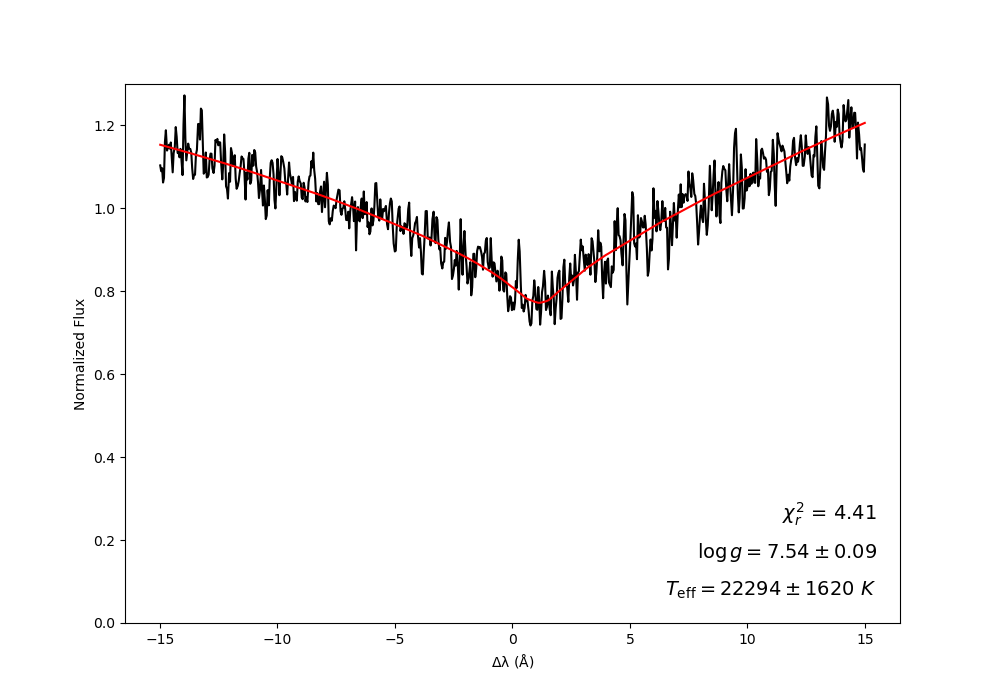 1.2
1.0
0.8
0.6
0.4
0.2
0.0
Normalized Flux
χ²ᵣ = 4.41
log g = 7.54 ± 0.09
T_eff = 22294 ± 1620 K
−15 −10 −5 0 5 10 15
Δλ (Å)